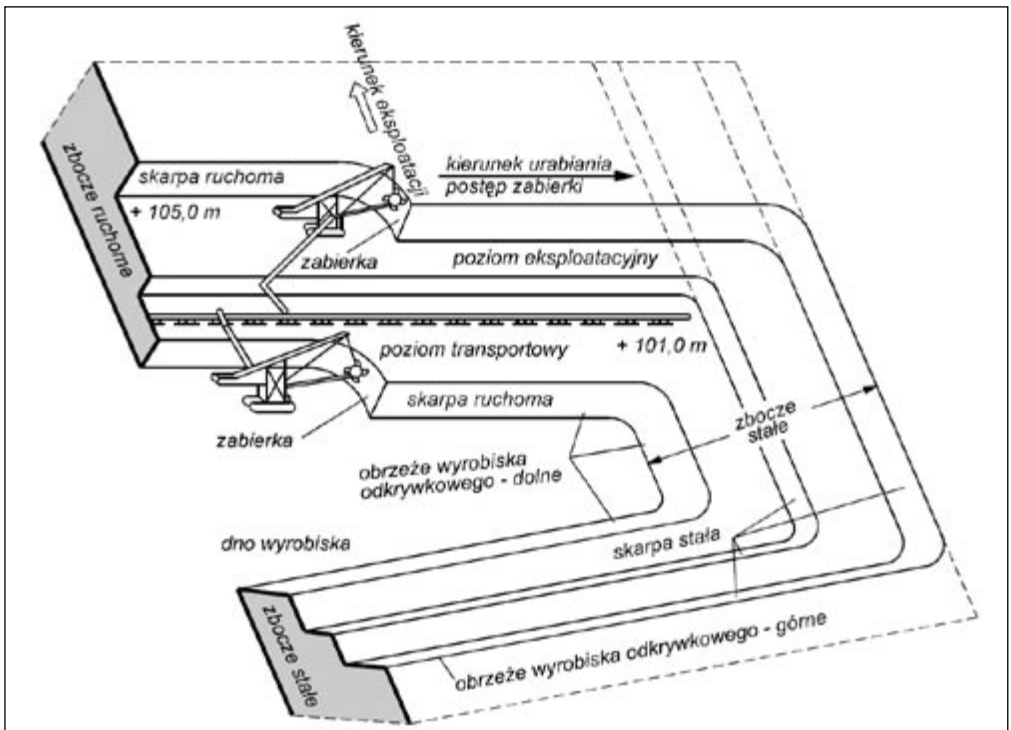 kierunek eksploatacji
zbocze ruchome
skarpa ruchoma
kierunek urabiania
postęp zabierki
+ 105,0 m
zabierka
poziom eksploatacyjny
poziom transportowy
+ 101,0 m
skarpa ruchoma
zabierka
zbocze
stałe
obrzeże wyrobiska
odkrywkowego - dolne
dno wyrobiska
skarpa stała
zbocze stałe
obrzeże wyrobiska odkrywkowego - górne